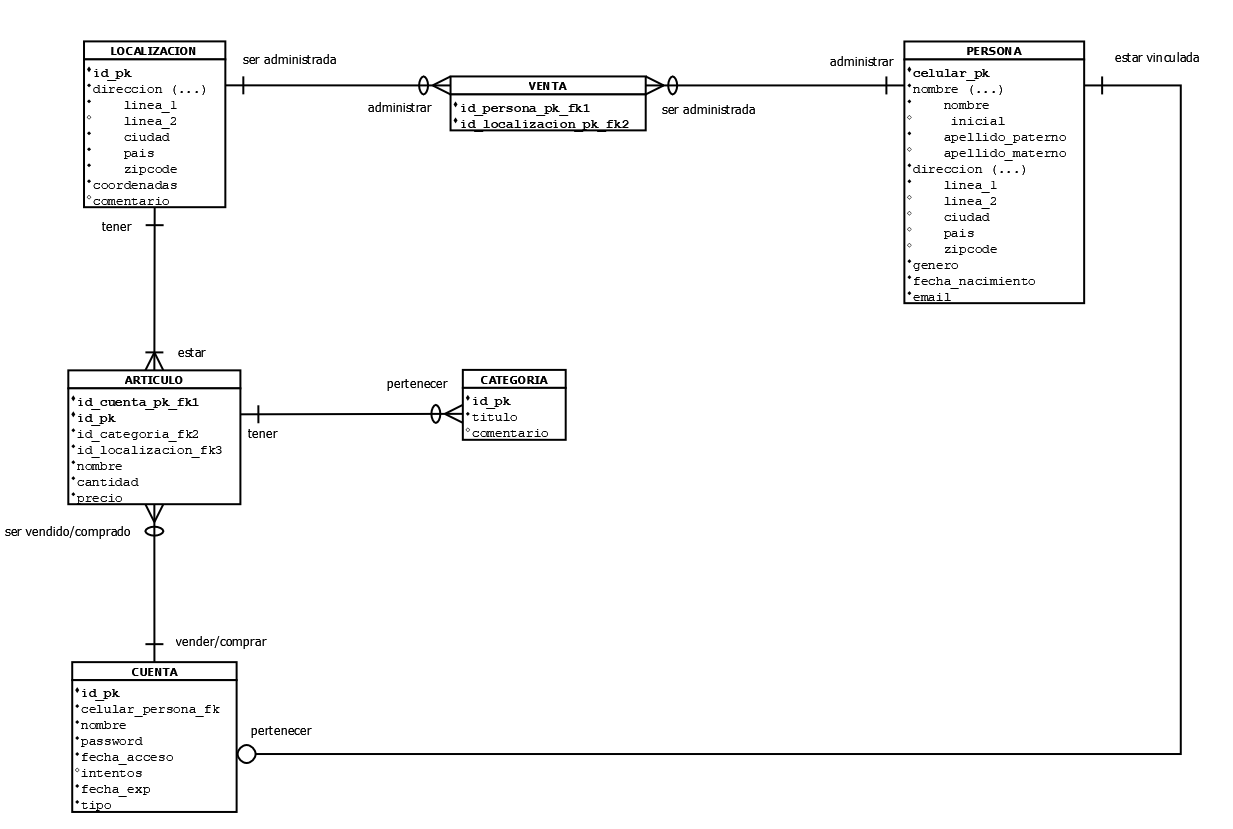 LOCALIZACION
id_pk
direccion (...)
linea_1
linea_2
ciudad
pais
zipcode
coordenadas
comentario
ser administrada
administrar
VENTA
id_persona_pk_fk1
id_localizacion_pk_fk2
ser administrada
administrar
PERSONA
celular_pk
nombre (...)
nombre
inicial
apellido_paterno
apellido_materno
direccion (...)
linea_1
linea_2
ciudad
pais
zipcode
genero
fecha_nacimiento
email
estar vinculada
tener
estar
ARTICULO
id_cuenta_pk_fk1
id_pk
id_categoria_fk2
id_localizacion_fk3
nombre
cantidad
precio
tener
pertenecer
CATEGORIA
id_pk
titulo
comentario
ser vendido/comprado
vender/comprar
CUENTA
id_pk
celular_persona_fk
nombre
password
fecha_acceso
intentos
fecha_exp
tipo
pertenecer